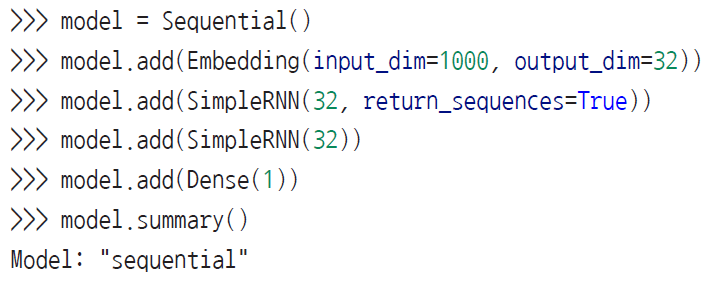 >>> model = Sequential()
>>> model.add(Embedding(input_dim=1000, output_dim=32))
>>> model.add(SimpleRNN(32, return_sequences=True))
>>> model.add(SimpleRNN(32))
>>> model.add(Dense(1))
>>> model.summary()
Model: "sequential"